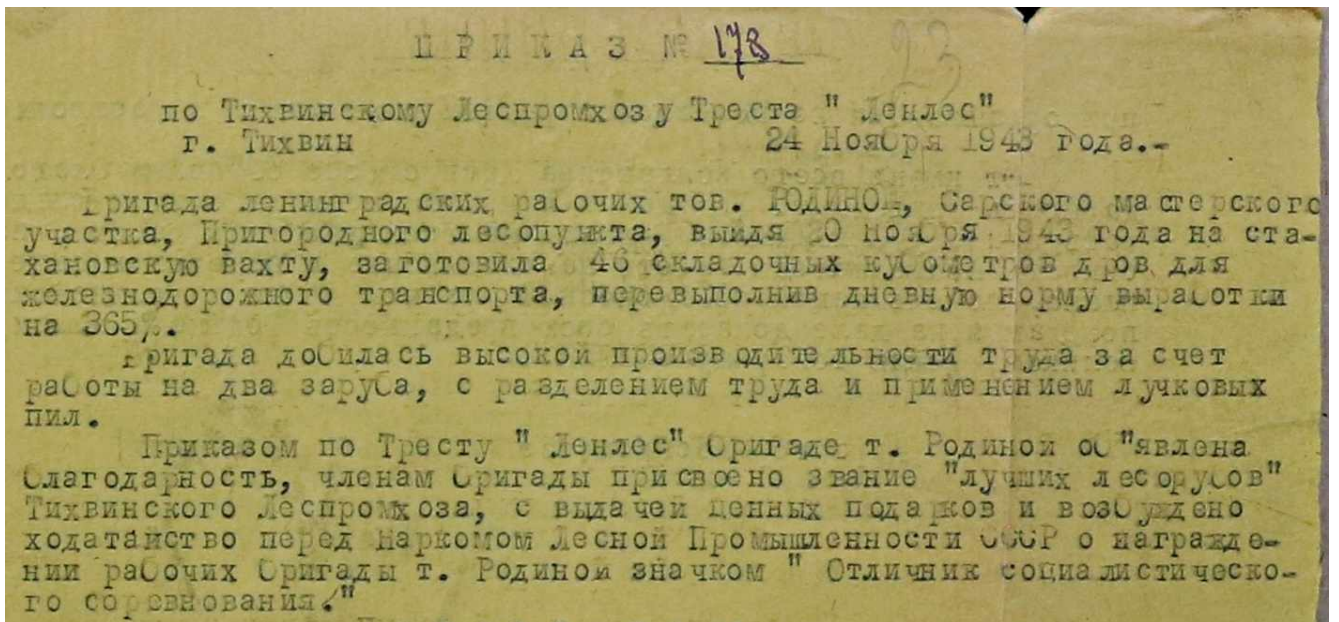 ПРИКАЗ № 178
23
по Тихвинскому Леспромхозу Треста " Ленлес"
г. Тихвин 24 Ноября 1943 года.-
Бригада ленинградских рабочих тов. РОДИНОЙ, Сарского мастерского
участка, Пригородного лесопункта, выйдя 20 Ноября 1943 года на ста-
хановскую вахту, заготовила 46 складочных кубометров дров для
железнодорожного транспорта, перевыполнив дневную норму выработки
на 365%.
Бригада добилась высокой производительности труда за счет
работы на два заруба, с разделением труда и применением лучковых
пил.
Приказом по Тресту " Ленлес" бригаде т. Родиной об"явлена
благодарность, членам бригады присвоено звание "лучших лесорубов"
Тихвинского Леспромхоза, с выдачей ценных подарков и возбуждено
ходатайство перед Наркомом Лесной Промышленности СССР о награжде-
нии рабочих бригады т. Родиной значком " Отличник социалистическо-
го соревнования."